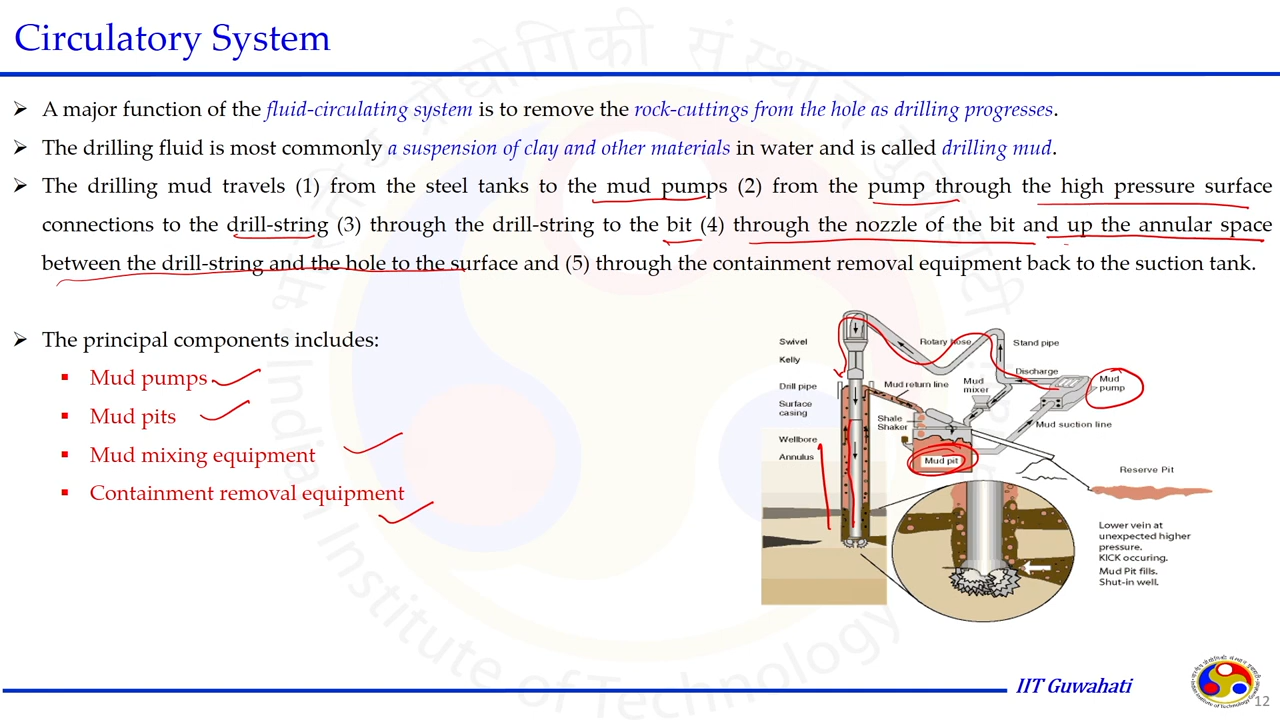 Circulatory System
➢ A major function of the fluid-circulating system is to remove the rock-cuttings from the hole as drilling progresses.
➢ The drilling fluid is most commonly a suspension of clay and other materials in water and is called drilling mud.
➢ The drilling mud travels (1) from the steel tanks to the mud pumps (2) from the pump through the high pressure surface
connections to the drill-string (3) through the drill-string to the bit (4) through the nozzle of the bit and up the annular space
between the drill-string and the hole to the surface and (5) through the containment removal equipment back to the suction tank.
➢ The principal components includes:
▪ Mud pumps
▪ Mud pits
▪ Mud mixing equipment
▪ Containment removal equipment
Swivel
Kelly
Drill pipe
Surface
casing
Wellbore
Annulus
Rotary hose
Stand pipe
Discharge
Mud
pump
Mud return line
Mud
mixer
Shale
Shaker
Mud suction line
Mud pit
Reserve Pit
Lower vein at
unexpected higher
pressure.
KICK occuring.
Mud Pit fills.
Shut-in well.
Indian Institute of Technology
IIT Guwahati
12